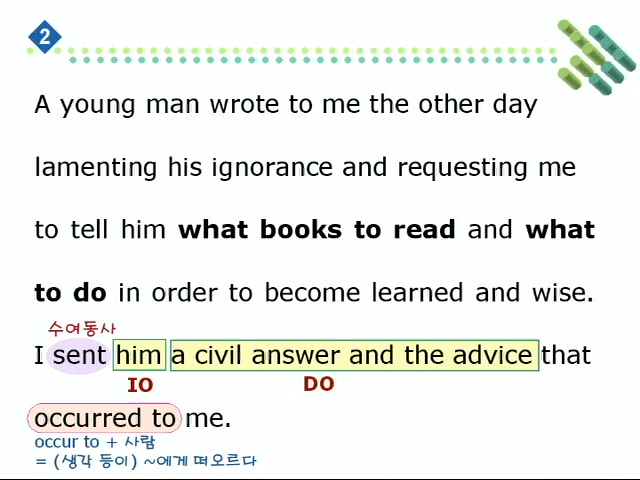 2
A young man wrote to me the other day
lamenting his ignorance and requesting me
to tell him what books to read and what
to do in order to become learned and wise.
수여동사
I sent him a civil answer and the advice that
IO DO
occurred to me.
occur to + 사람
= (생각 등이) ~에게 떠오르다